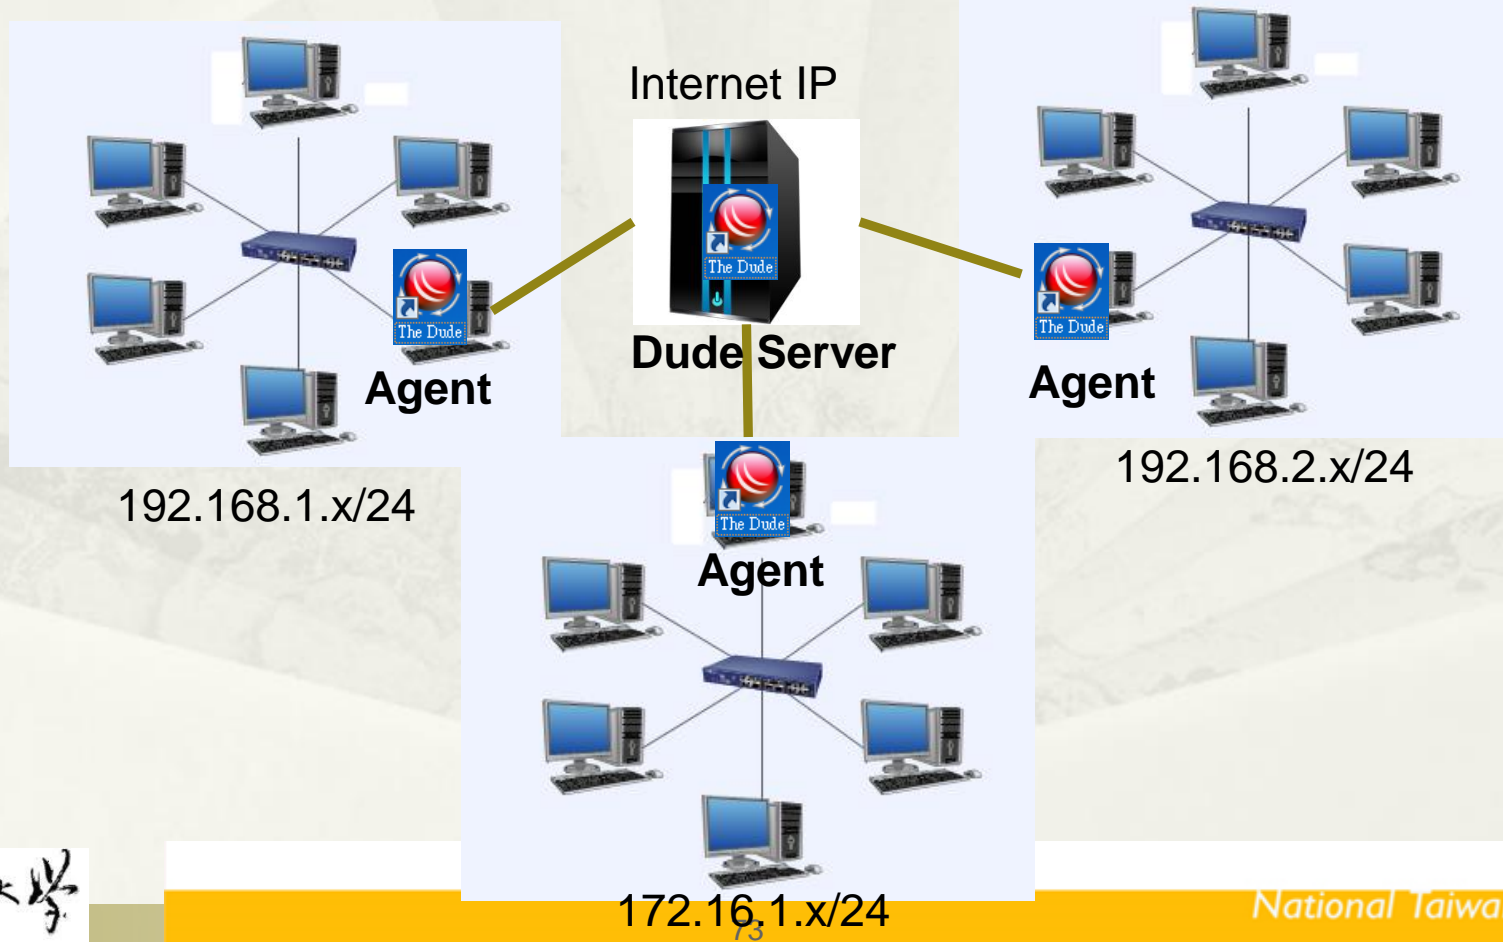 Internet IP
The Dude
Dude Server
The Dude
Agent
The Dude
Agent
192.168.1.x/24
192.168.2.x/24
The Dude
Agent
172.16.1.x/24
73
National Taiwa